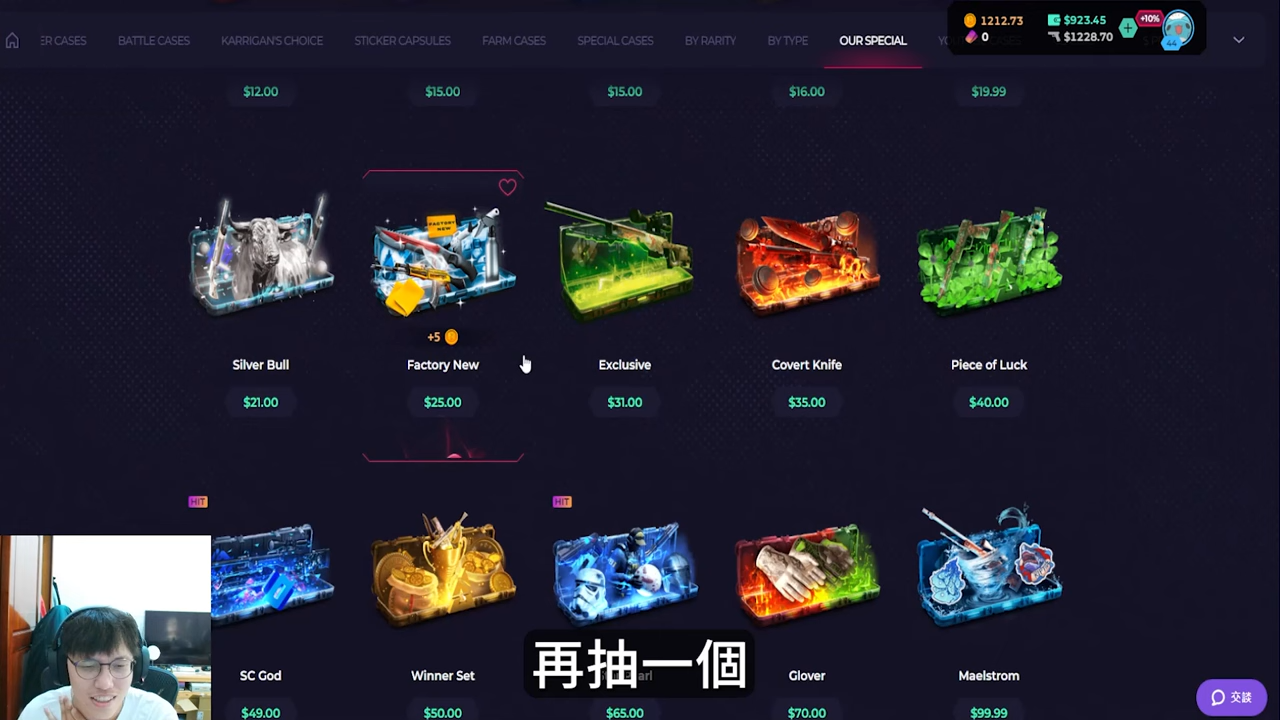 1212.73
$923.45
+10%
0
$1228.70
44
ER CASES
BATTLE CASES
KARRIGAN'S CHOICE
STICKER CAPSULES
FARM CASES
SPECIAL CASES
BY RARITY
BY TYPE
OUR SPECIAL
$12.00
$15.00
$15.00
$16.00
$19.99
FACTORY NEW
+5
Silver Bull
Factory New
Exclusive
Covert Knife
Piece of Luck
$21.00
$25.00
$31.00
$35.00
$40.00
HIT
HIT
SC God
Winner Set
Glover
Maelstrom
再抽一個
$49.00
$50.00
$65.00
$70.00
$99.99
交談